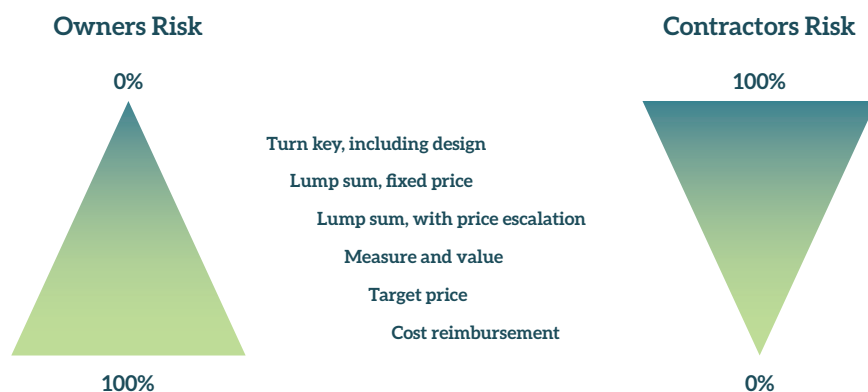 Owners Risk
Contractors Risk
0%
100%
Turn key, including design
Lump sum, fixed price
Lump sum, with price escalation
Measure and value
Target price
Cost reimbursement
100%
0%